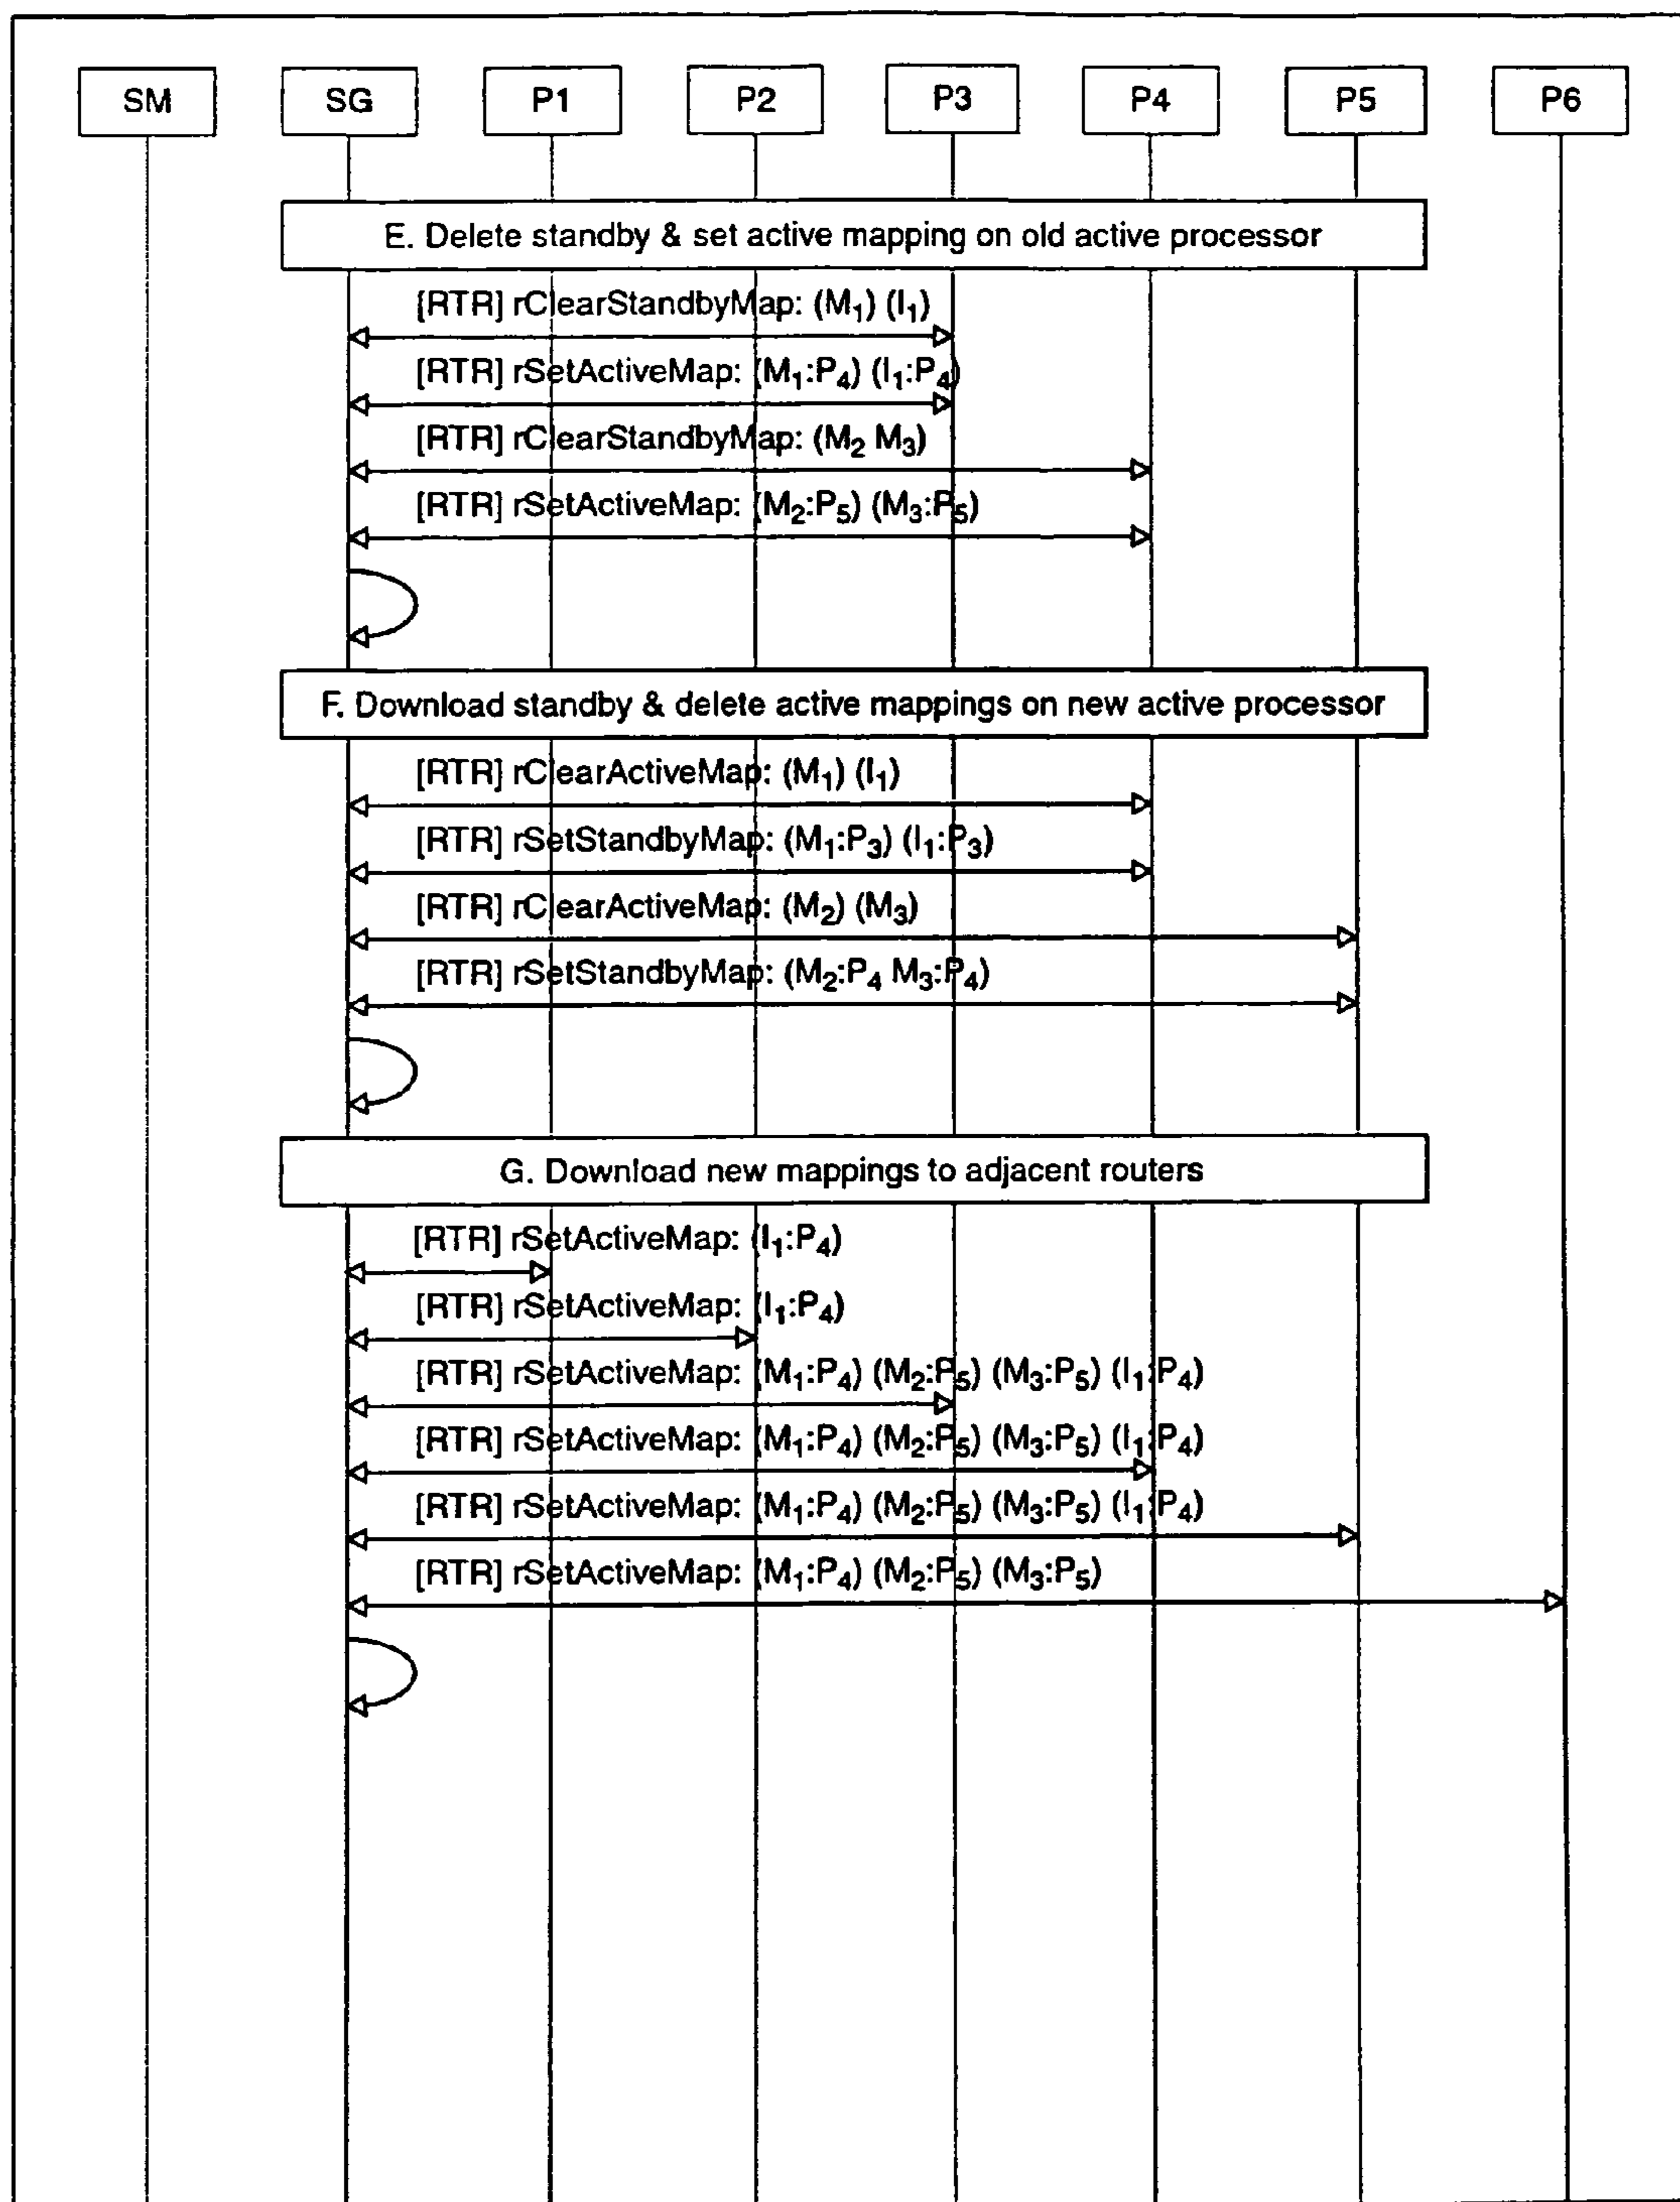 SM SG P1 P2 P3 P4 P5 P6
E. Delete standby & set active mapping on old active processor
[RTR] rClearStandbyMap: (M₁) (I₁)
[RTR] rSetActiveMap: (M₁:P₄) (I₁:P₄)
[RTR] rClearStandbyMap: (M₂ M₃)
[RTR] rSetActiveMap: (M₂:P₅) (M₃:P₅)
F. Download standby & delete active mappings on new active processor
[RTR] rClearActiveMap: (M₁) (I₁)
[RTR] rSetStandbyMap: (M₁:P₃) (I₁:P₃)
[RTR] rClearActiveMap: (M₂) (M₃)
[RTR] rSetStandbyMap: (M₂:P₄ M₃:P₄)
G. Download new mappings to adjacent routers
[RTR] rSetActiveMap: (I₁:P₄)
[RTR] rSetActiveMap: (I₁:P₄)
[RTR] rSetActiveMap: (M₁:P₄) (M₂:P₅) (M₃:P₅) (I₁:P₄)
[RTR] rSetActiveMap: (M₁:P₄) (M₂:P₅) (M₃:P₅) (I₁:P₄)
[RTR] rSetActiveMap: (M₁:P₄) (M₂:P₅) (M₃:P₅) (I₁:P₄)
[RTR] rSetActiveMap: (M₁:P₄) (M₂:P₅) (M₃:P₅)